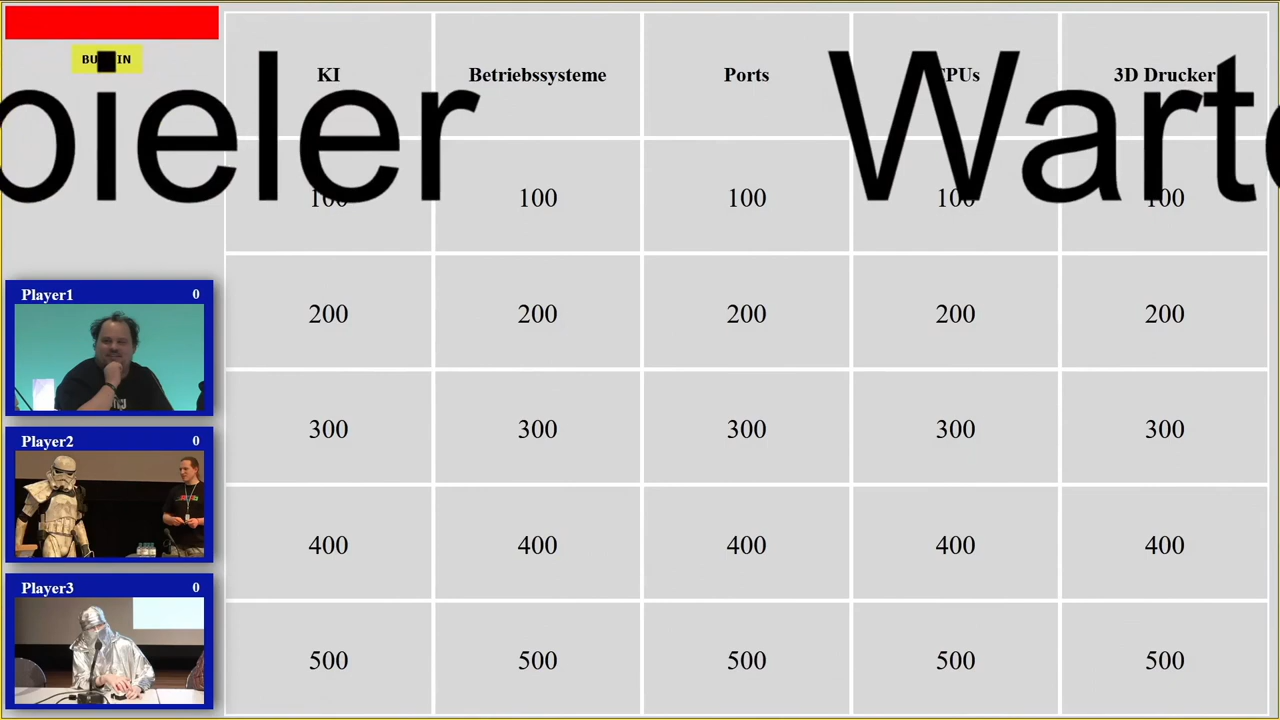 BU IN
pieler Warte
KI Betriebssysteme Ports CPUs 3D Drucker
100 100 100 100 100
Player1 0
200 200 200 200 200
300 300 300 300 300
Player2 0
400 400 400 400 400
Player3 0
500 500 500 500 500